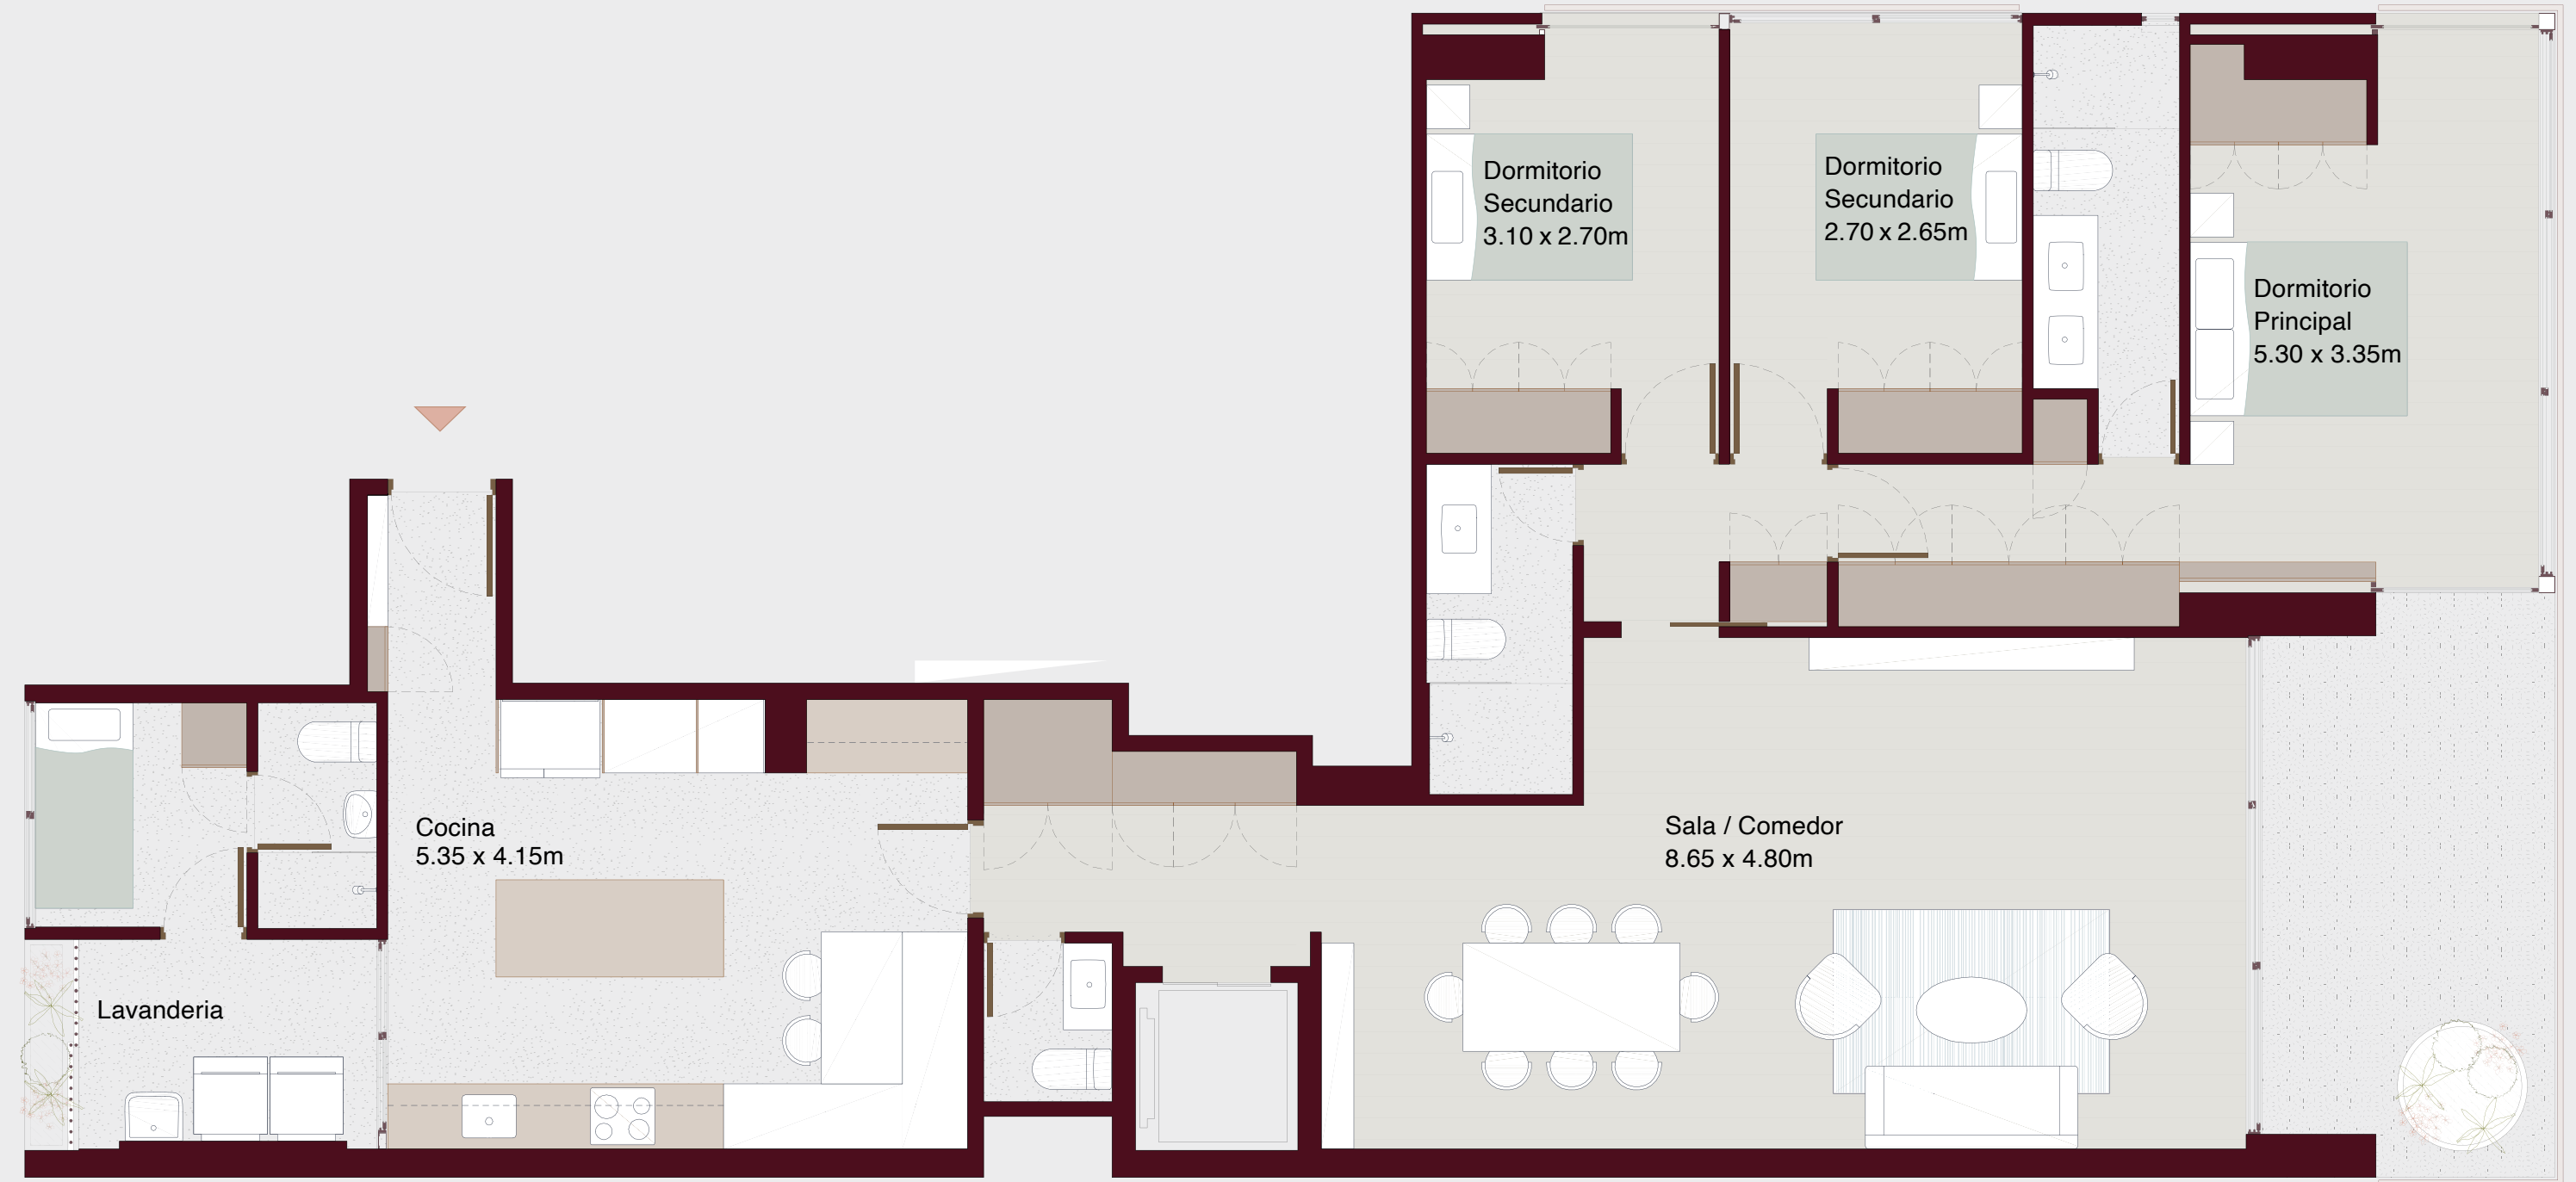 Dormitorio
Secundario
3.10 x 2.70m
Dormitorio
Secundario
2.70 x 2.65m
Dormitorio
Principal
5.30 x 3.35m
Cocina
5.35 x 4.15m
Sala / Comedor
8.65 x 4.80m
Lavanderia